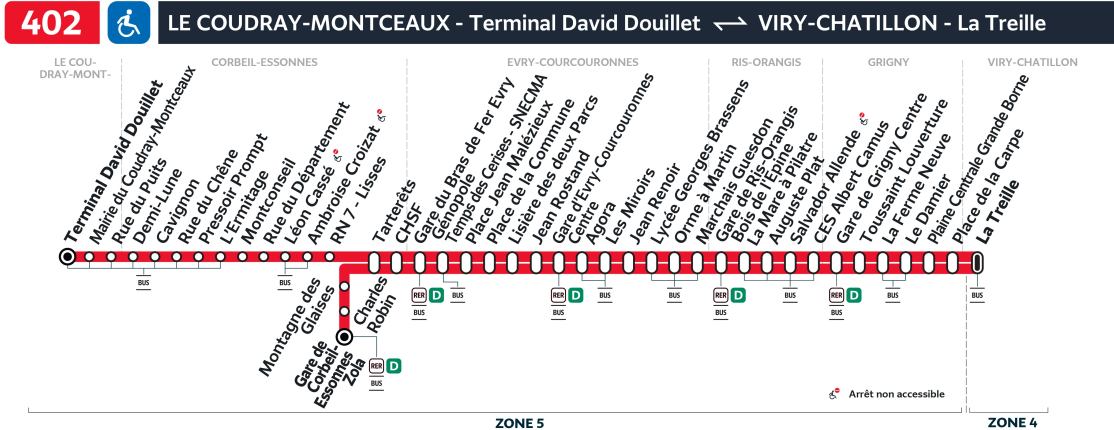 402 LE COUDRAY-MONTCEAUX - Terminal David Douillet VIRY-CHATILLON - La Treille
LE COU-
DRAY-MONT-
CORBEIL-ESSONNES
EVRY-COURCOURONNES
RIS-ORANGIS
GRIGNY
VIRY-CHATILLON
Terminal David Douillet
Mairie du Coudray-Montceaux
Rue du Puits
Demi-Lune
Cavignon
Rue du Chêne
Pressoir Prompt
L'Ermitage
Montconseil
Rue du Département
Léon Cassé
Ambroise Croizat
RN 7 - Lisses
Tarterêts
CHSF
Gare du Bras de Fer Evry
Génopole
Temps des Cerises - SNECMA
Place Jean Malézieux
Place de la Commune
Lisière des deux Parcs
Jean Rostand
Gare d'Evry-Courcouronnes
Centre
Agora
Les Miroirs
Jean Renoir
Lycée Georges Brassens
Orme à Martin
Marchais Guesdon
Gare de Ris-Orangis
Bois de l'Epine
La Mare à Pilatre
Auguste Plat
Salvador Allende
CES Albert Camus
Gare de Grigny Centre
Toussaint Louverture
La Ferme Neuve
Le Damier
Plaine Centrale Grande Borne
Place de la Carpe
La Treille
BUS
BUS
RER D
BUS
BUS
RER D
BUS
BUS
BUS
RER D
BUS
BUS
RER D
BUS
BUS
BUS
Montagne des
Glaises
Charles
Robin
Gare de
Corbeil-
Essonnes
Zola
RER D
BUS
Arrêt non accessible
ZONE 5
ZONE 4